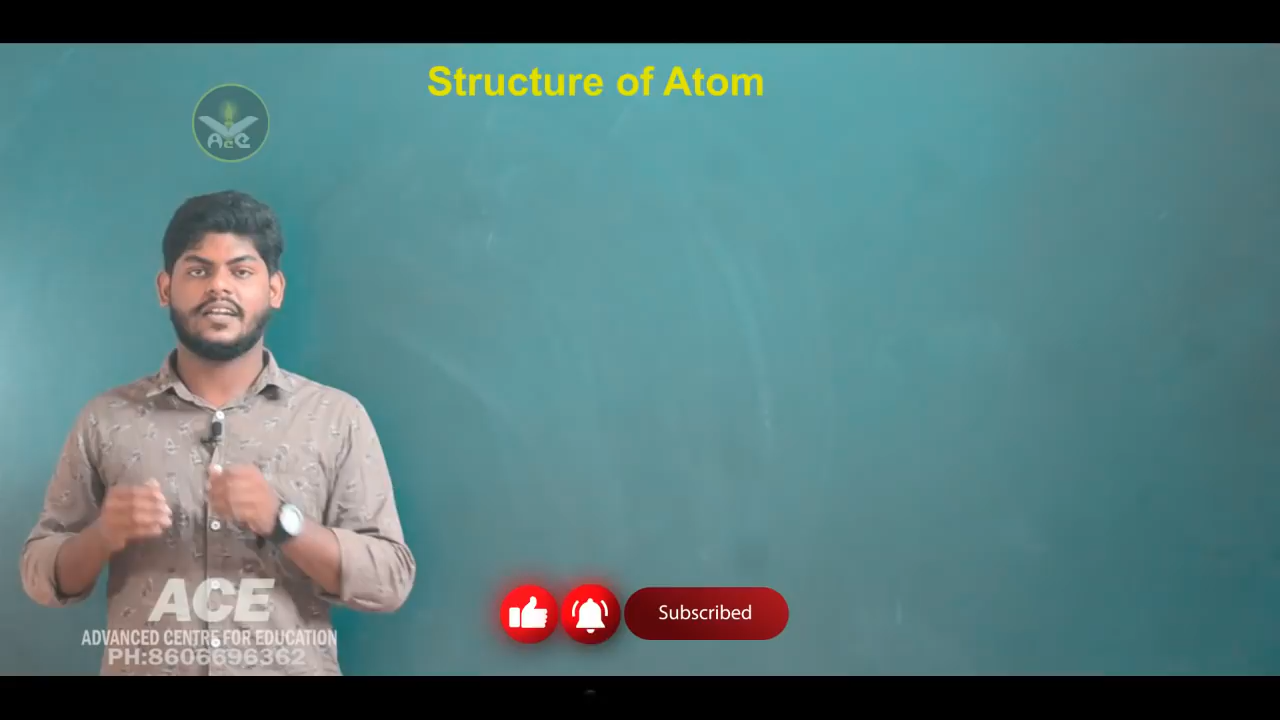 Structure of Atom
AcE
Subscribed
ACE
ADVANCED CENTRE FOR EDUCATION
PH:8606696362